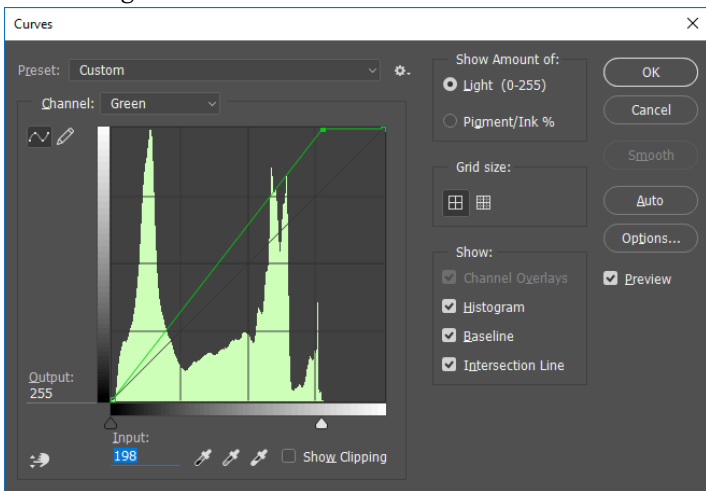 Curves
Preset: Custom
Channel: Green
Output:
255
Input:
198
Show Clipping
Show Amount of:
Light (0-255)
Pigment/Ink %
Grid size:
Show:
Channel Overlays
Histogram
Baseline
Intersection Line
OK
Cancel
Smooth
Auto
Options...
Preview